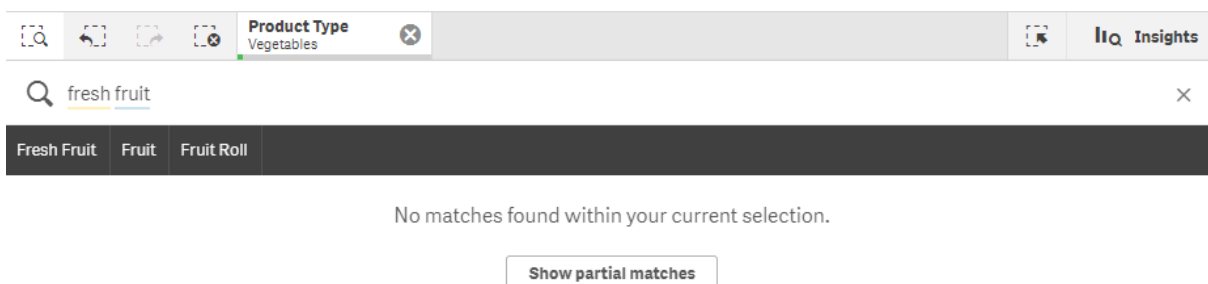 Product Type
Vegetables
Insights
fresh fruit
Fresh Fruit Fruit Fruit Roll
No matches found within your current selection.
Show partial matches